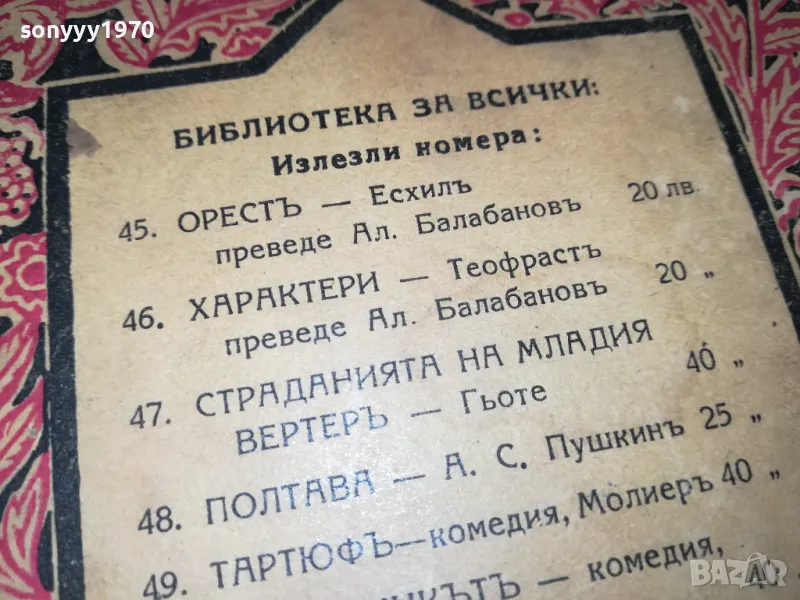 sonyyy1970
БИБЛИОТЕКА ЗА ВСИЧКИ:
Излезли номера:
45. ОРЕСТЪ — Есхилъ
преведе Ал. Балабановъ 20 лв.
46. ХАРАКТЕРИ — Теофрастъ
преведе Ал. Балабановъ 20 „
47. СТРАДАНИЯТА НА МЛАДИЯ
ВЕРТЕРЪ — Гьоте 40 „
48. ПОЛТАВА — А. С. Пушкинъ 25 „
49. ТАРТЮФЪ—комедия, Молиеръ 40 „
— комедия,
40
BAZAR